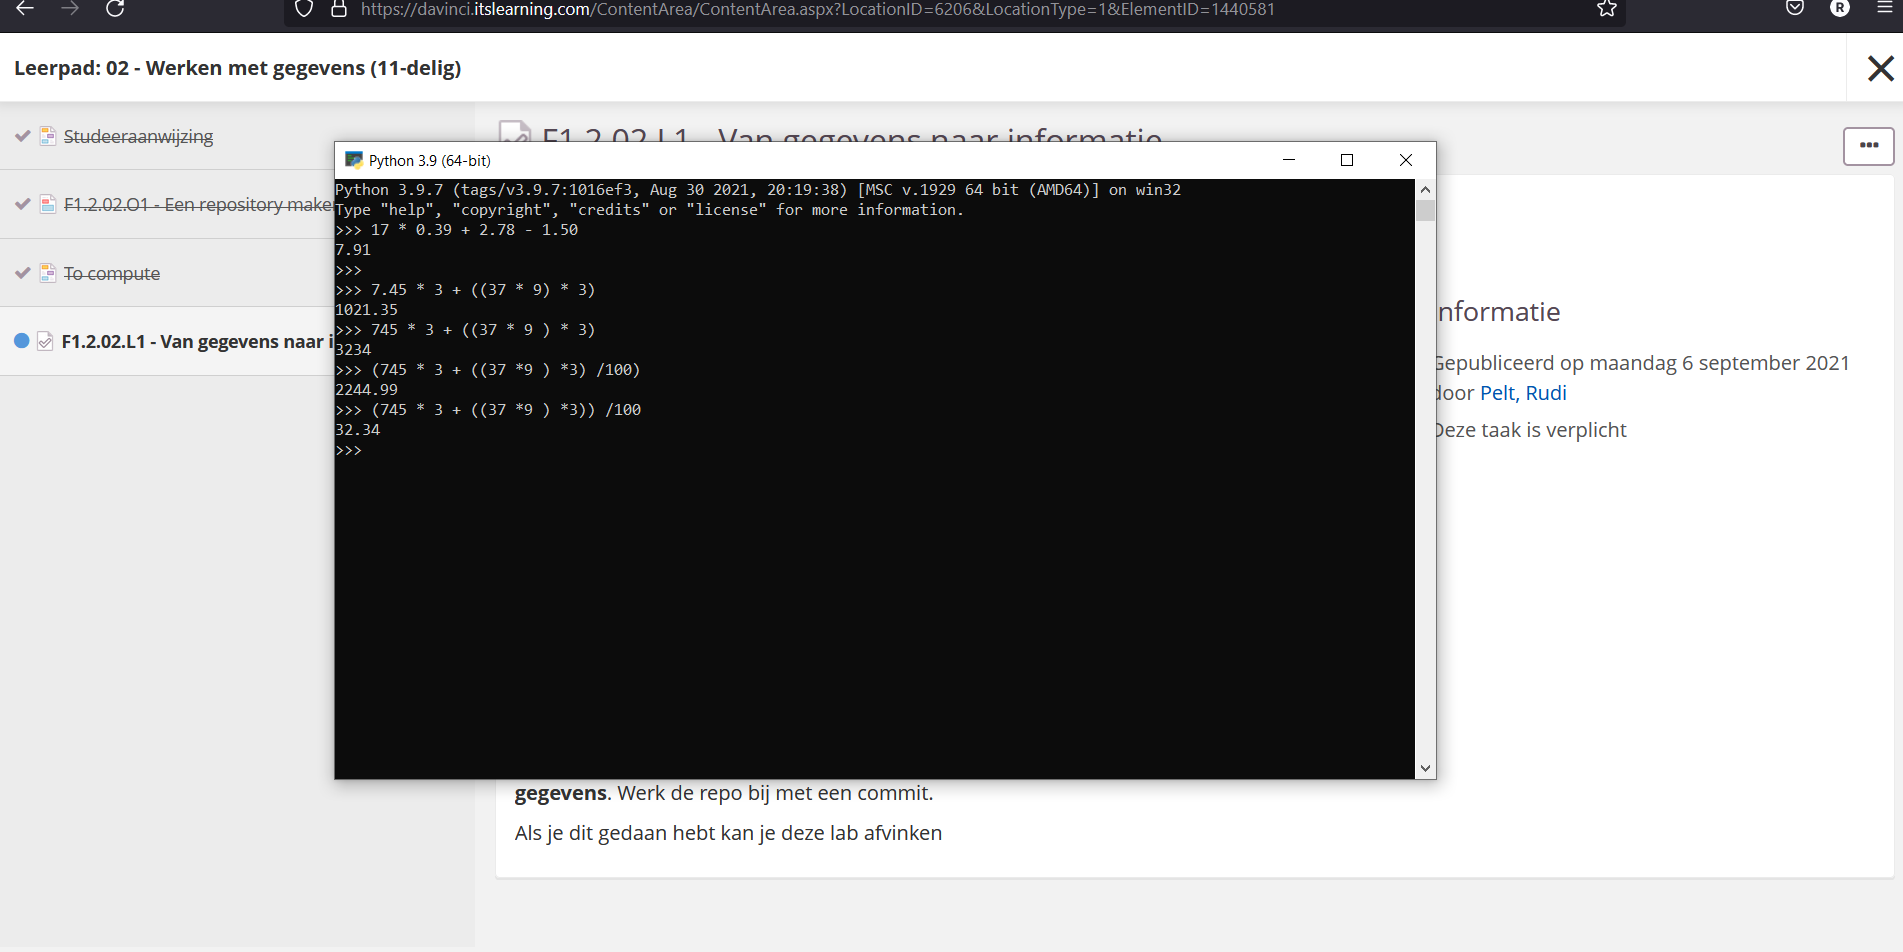 https://davinci.itslearning.com/ContentArea/ContentArea.aspx?LocationID=6206&LocationType=1&ElementID=1440581
R
Leerpad: 02 - Werken met gegevens (11-delig)
Studeeraanwijzing
F1.2.02.O1 - Een repository maken
To compute
F1.2.02.L1 - Van gegevens naar i
F1.2.02.L1 - Van gegevens naar informatie
Python 3.9 (64-bit)
Python 3.9.7 (tags/v3.9.7:1016ef3, Aug 30 2021, 20:19:38) [MSC v.1929 64 bit (AMD64)] on win32
Type "help", "copyright", "credits" or "license" for more information.
>>> 17 * 0.39 + 2.78 - 1.50
7.91
>>>
>>> 7.45 * 3 + ((37 * 9) * 3)
1021.35
>>> 745 * 3 + ((37 * 9 ) * 3)
3234
>>> (745 * 3 + ((37 *9 ) *3) /100)
2244.99
>>> (745 * 3 + ((37 *9 ) *3)) /100
32.34
>>>
nformatie
Gepubliceerd op maandag 6 september 2021
door Pelt, Rudi
Deze taak is verplicht
gegevens. Werk de repo bij met een commit.
Als je dit gedaan hebt kan je deze lab afvinken